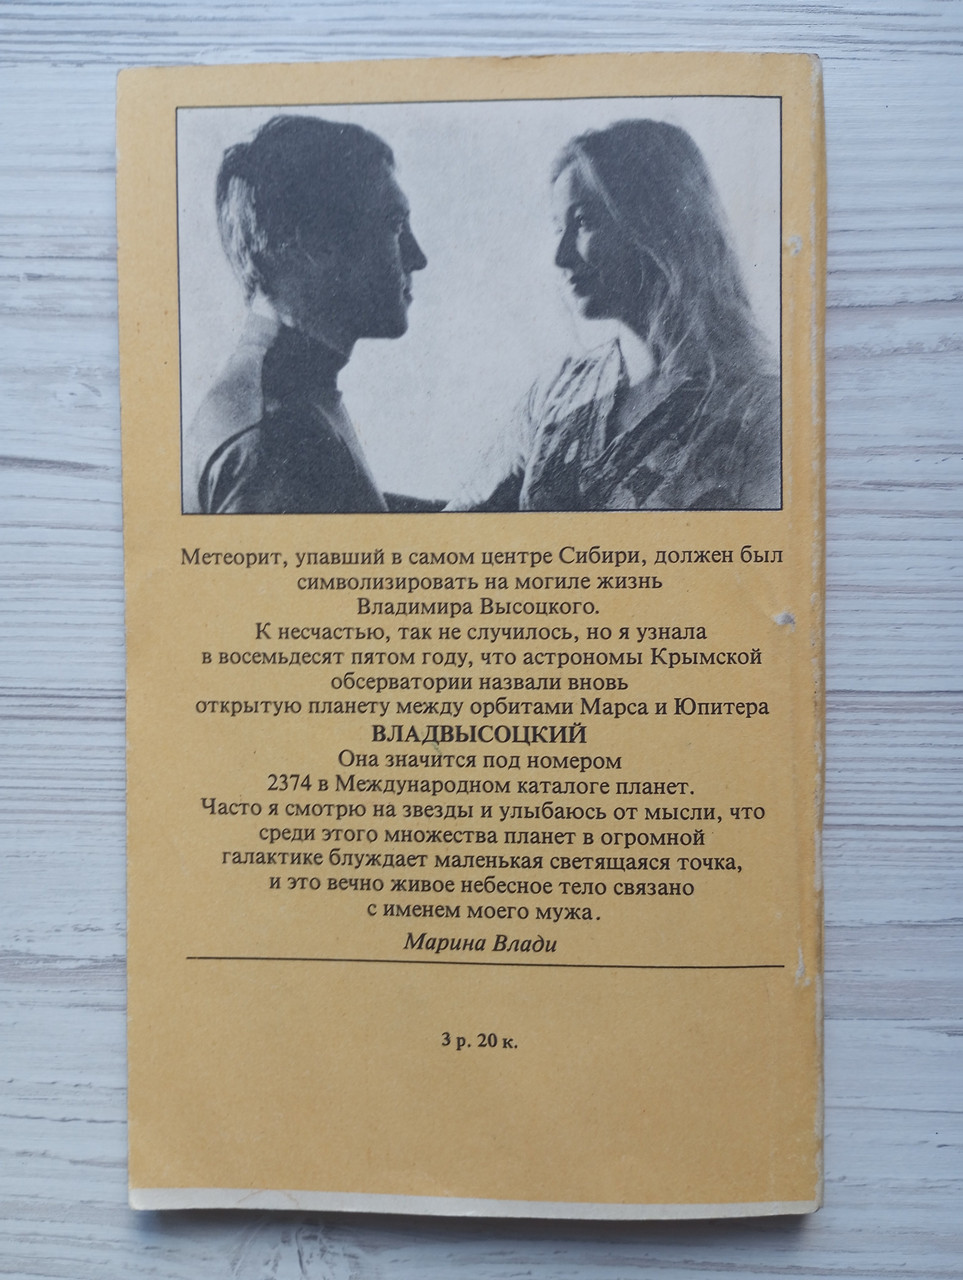 Метеорит, упавший в самом центре Сибири, должен был
символизировать на могиле жизнь
Владимира Высоцкого.
К несчастью, так не случилось, но я узнала
в восемьдесят пятом году, что астрономы Крымской
обсерватории назвали вновь
открытую планету между орбитами Марса и Юпитера
ВЛАДВЫСОЦКИЙ
Она значится под номером
2374 в Международном каталоге планет.
Часто я смотрю на звезды и улыбаюсь от мысли, что
среди этого множества планет в огромной
галактике блуждает маленькая светящаяся точка,
и это вечно живое небесное тело связано
с именем моего мужа.
Марина Влади
3 р. 20 к.